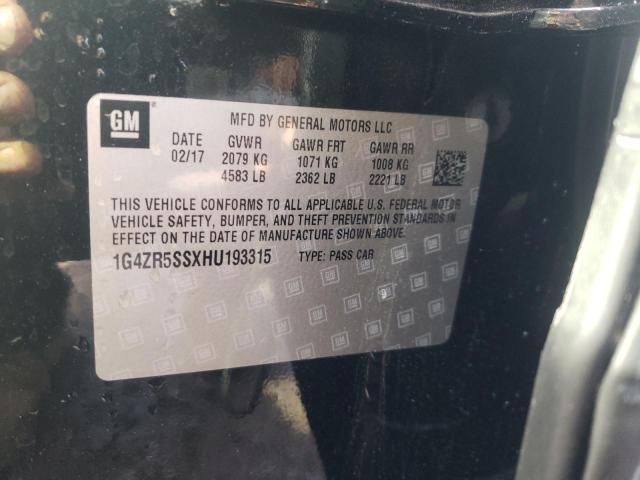 GM
MFD BY GENERAL MOTORS LLC
DATE GVWR GAWR FRT GAWR RR
02/17 2079 KG 1071 KG 1008 KG
4583 LB 2362 LB 2221 LB
THIS VEHICLE CONFORMS TO ALL APPLICABLE U.S. FEDERAL MOTOR
VEHICLE SAFETY, BUMPER, AND THEFT PREVENTION STANDARDS IN
EFFECT ON THE DATE OF MANUFACTURE SHOWN ABOVE.
1G4ZR5SSXHU193315 TYPE: PASS CAR